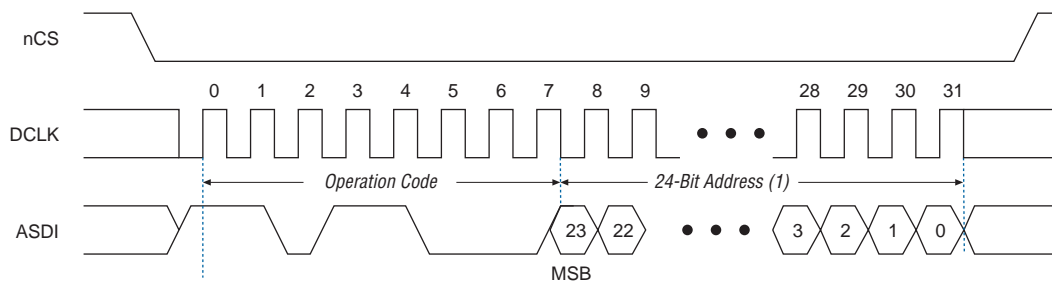 nCS
0 1 2 3 4 5 6 7 8 9 28 29 30 31
DCLK
Operation Code 24-Bit Address (1)
ASDI 23 22 3 2 1 0
MSB